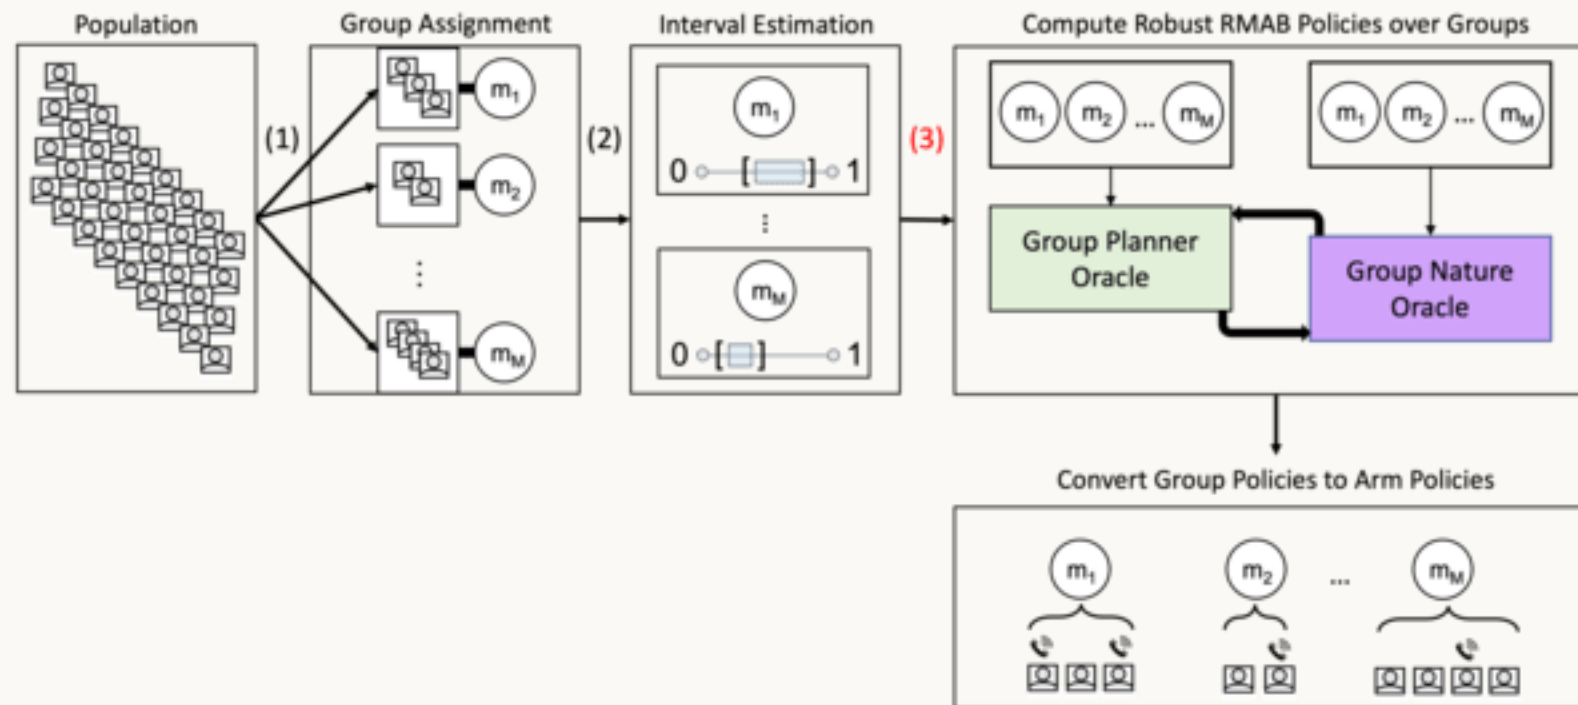 Population
Group Assignment
Interval Estimation
Compute Robust RMAB Policies over Groups
(1)
m1
m2
...
mM
(2)
m1
0 [ ] 1
...
mM
0 [ ] 1
(3)
m1 m2 ... mM
m1 m2 ... mM
Group Planner
Oracle
Group Nature
Oracle
Convert Group Policies to Arm Policies
m1 m2 ... mM